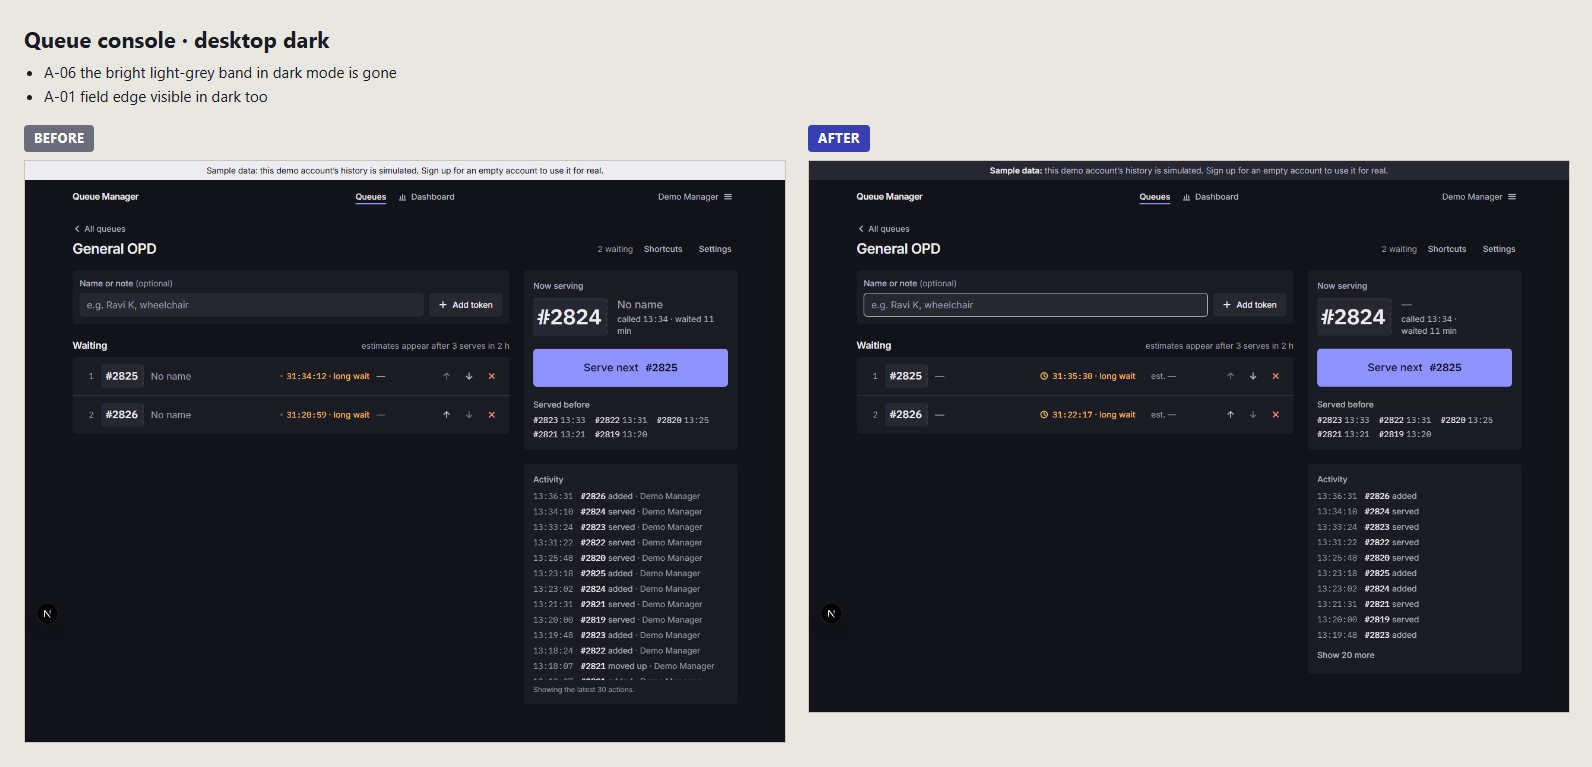 Queue console · desktop dark
• A-06 the bright light-grey band in dark mode is gone
• A-01 field edge visible in dark too
BEFORE
Sample data: this demo account's history is simulated. Sign up for an empty account to use it for real.
Queue Manager
Queues
Dashboard
Demo Manager
All queues
General OPD
2 waiting
Shortcuts
Settings
Name or note (optional)
e.g. Ravi K, wheelchair
+ Add token
Waiting
estimates appear after 3 serves in 2 h
1 #2825 No name · 31:34:12 · long wait —
2 #2826 No name · 31:20:59 · long wait —
Now serving
#2824
No name
called 13:34 · waited 11
min
Serve next #2825
Served before
#2823 13:33 #2822 13:31 #2820 13:25
#2821 13:21 #2819 13:20
Activity
13:36:31 #2826 added · Demo Manager
13:34:10 #2824 served · Demo Manager
13:33:24 #2823 served · Demo Manager
13:31:22 #2822 served · Demo Manager
13:25:48 #2820 served · Demo Manager
13:23:18 #2825 added · Demo Manager
13:23:02 #2824 added · Demo Manager
13:21:31 #2821 served · Demo Manager
13:20:00 #2819 served · Demo Manager
13:19:48 #2823 added · Demo Manager
13:18:24 #2822 added · Demo Manager
13:18:07 #2821 moved up · Demo Manager
Showing the latest 30 actions.
N
AFTER
Sample data: this demo account's history is simulated. Sign up for an empty account to use it for real.
Queue Manager
Queues
Dashboard
Demo Manager
All queues
General OPD
2 waiting
Shortcuts
Settings
Name or note (optional)
e.g. Ravi K, wheelchair
+ Add token
Waiting
estimates appear after 3 serves in 2 h
1 #2825 — 31:35:30 · long wait est. —
2 #2826 — 31:22:17 · long wait est. —
Now serving
#2824
—
called 13:34 ·
waited 11 min
Serve next #2825
Served before
#2823 13:33 #2822 13:31 #2820 13:25
#2821 13:21 #2819 13:20
Activity
13:36:31 #2826 added
13:34:10 #2824 served
13:33:24 #2823 served
13:31:22 #2822 served
13:25:48 #2820 served
13:23:18 #2825 added
13:23:02 #2824 added
13:21:31 #2821 served
13:20:00 #2819 served
13:19:48 #2823 added
Show 20 more
N